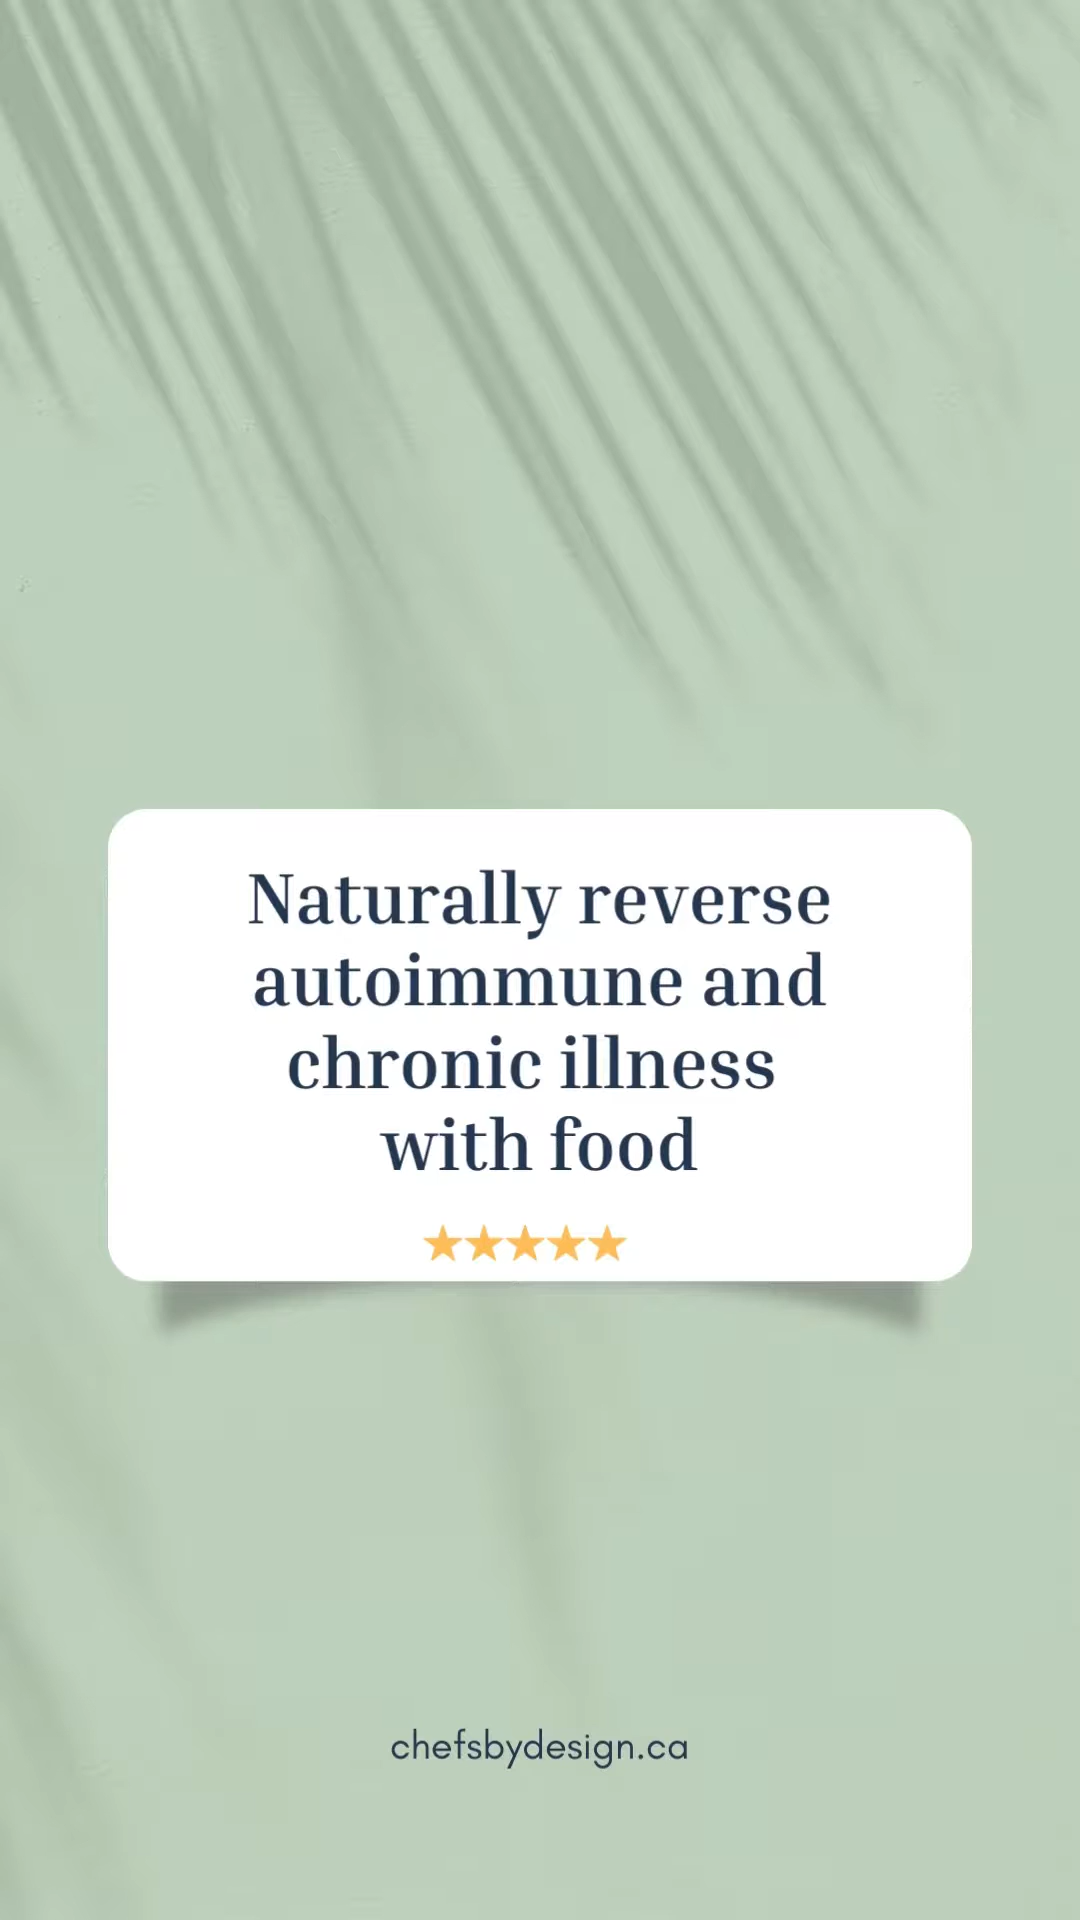 Naturally reverse
autoimmune and
chronic illness
with food
chefsbydesign.ca